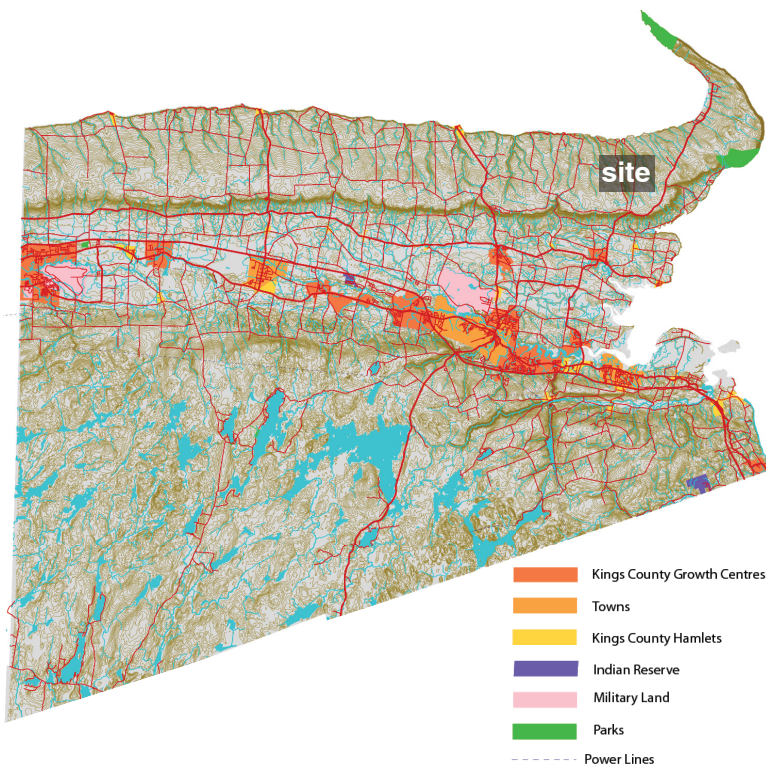 site
Kings County Growth Centres
Towns
Kings County Hamlets
Indian Reserve
Military Land
Parks
Power Lines